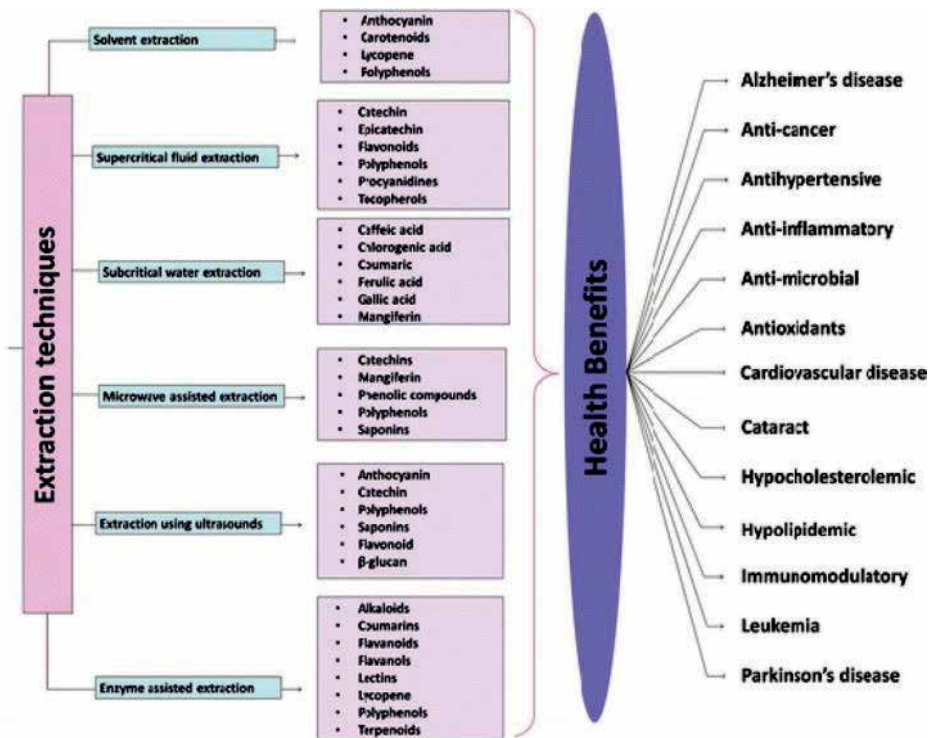 Extraction techniques
Solvent extraction
• Anthocyanin
• Carotenoids
• Lycopene
• Polyphenols
Supercritical fluid extraction
• Catechin
• Epicatechin
• Flavonoids
• Polyphenols
• Procyanidines
• Tocopherols
Subcritical water extraction
• Caffeic acid
• Chlorogenic acid
• Coumaric
• Ferulic acid
• Gallic acid
• Mangiferin
Microwave assisted extraction
• Catechins
• Mangiferin
• Phenolic compounds
• Polyphenols
• Saponins
Extraction using ultrasounds
• Anthocyanin
• Catechin
• Polyphenols
• Saponins
• Flavonoid
• β-glucan
Enzyme assisted extraction
• Alkaloids
• Coumarins
• Flavanoids
• Flavanols
• Lectins
• Lycopene
• Polyphenols
• Terpenoids
Health Benefits
Alzheimer's disease
Anti-cancer
Antihypertensive
Anti-inflammatory
Anti-microbial
Antioxidants
Cardiovascular disease
Cataract
Hypocholesterolemic
Hypolipidemic
Immunomodulatory
Leukemia
Parkinson's disease